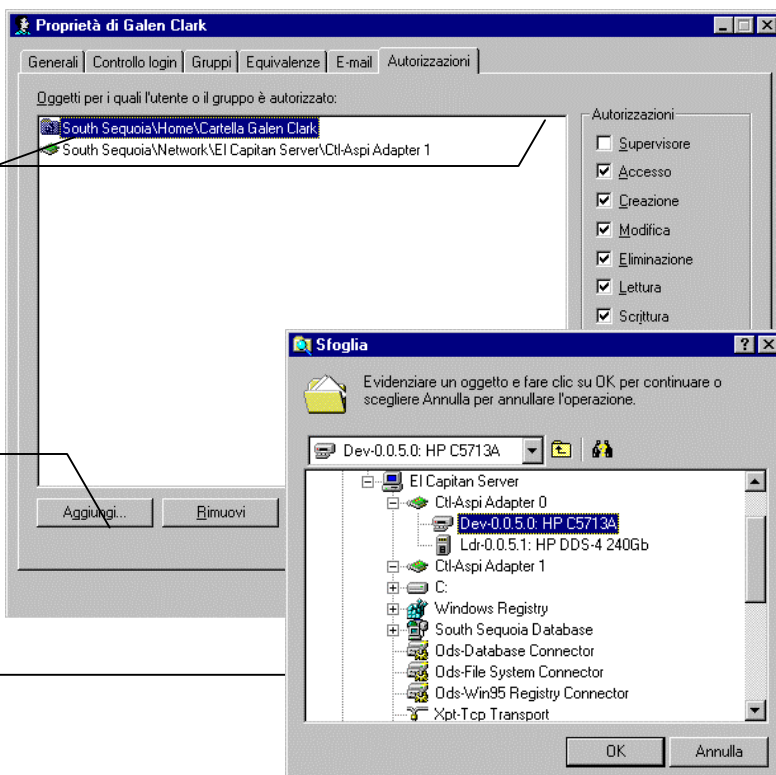 Proprietà di Galen Clark
Generali Controllo login Gruppi Equivalenze E-mail Autorizzazioni
Oggetti per i quali l'utente o il gruppo è autorizzato:
South Sequoia\Home\Cartella Galen Clark
South Sequoia\Network\El Capitan Server\Ctl-Aspi Adapter 1
Autorizzazioni
Supervisore
Accesso
Creazione
Modifica
Eliminazione
Lettura
Scrittura
Aggiungi... Rimuovi
Sfoglia
Evidenziare un oggetto e fare clic su OK per continuare o
scegliere Annulla per annullare l'operazione.
Dev-0.0.5.0: HP C5713A
El Capitan Server
Ctl-Aspi Adapter 0
Dev-0.0.5.0: HP C5713A
Ldr-0.0.5.1: HP DDS-4 240Gb
Ctl-Aspi Adapter 1
C:
Windows Registry
South Sequoia Database
Ods-Database Connector
Ods-File System Connector
Ods-Win95 Registry Connector
Xpt-Tcp Transport
OK Annulla